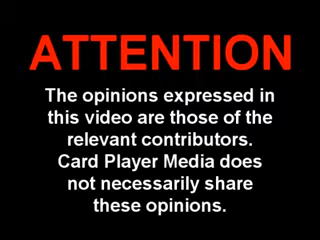 ATTENTION
The opinions expressed in
this video are those of the
relevant contributors.
Card Player Media does
not necessarily share
these opinions.